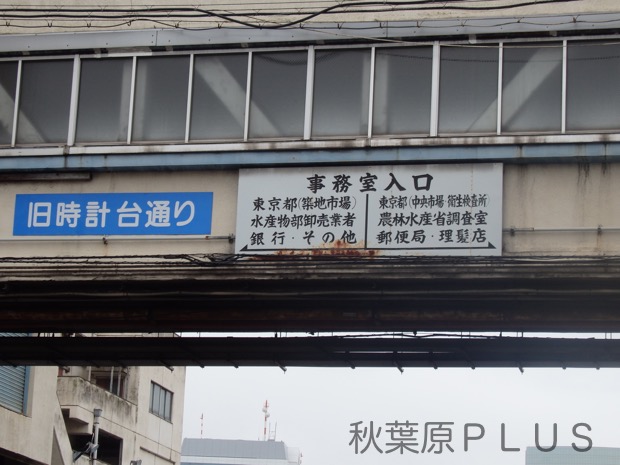 旧時計台通り
事務室入口
東京都(築地市場)
水産物部卸売業者
銀行・その他
東京都(中央市場・衛生検査所
農林水産省調査室
郵便局・理髪店
秋葉原PLUS